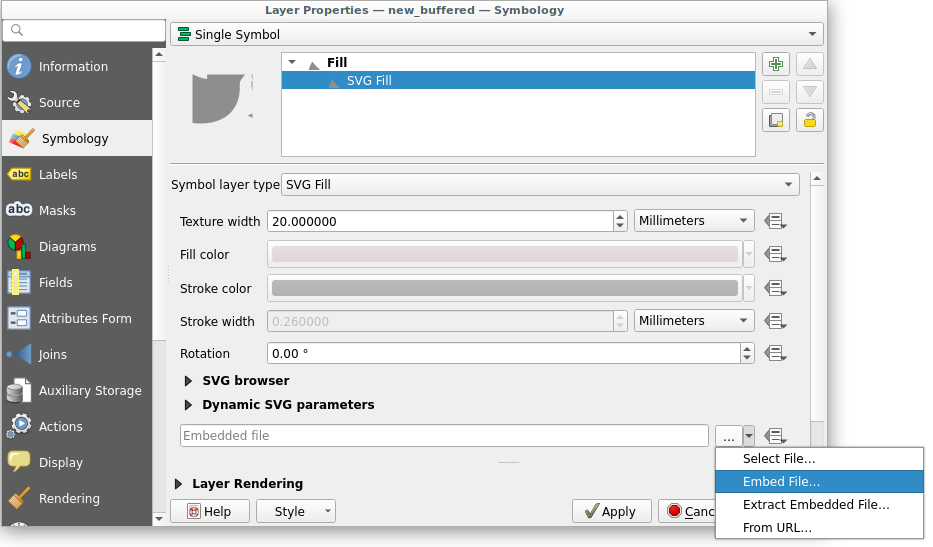 Layer Properties — new_buffered — Symbology
Single Symbol
Information
Source
Symbology
Labels
Masks
Diagrams
Fields
Attributes Form
Joins
Auxiliary Storage
Actions
Display
Rendering
Fill
SVG Fill
Symbol layer type SVG Fill
Texture width 20.000000 Millimeters
Fill color
Stroke color
Stroke width 0.260000 Millimeters
Rotation 0.00 °
SVG browser
Dynamic SVG parameters
Embedded file ...
Layer Rendering
Help Style Apply Canc
Select File…
Embed File…
Extract Embedded File…
From URL…
abc
abc